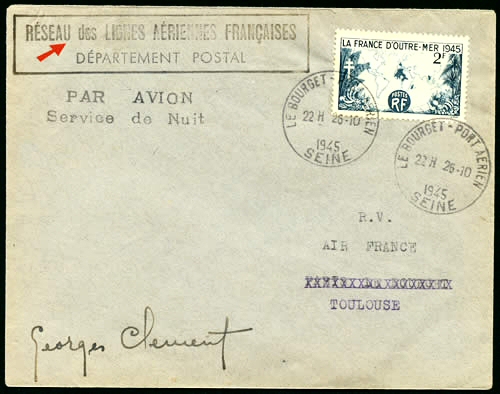 RÉSEAU des LIGNES AÉRIENNES FRANÇAISES
DÉPARTEMENT POSTAL
LA FRANCE D'OUTRE-MER 1945
2F
POSTES
RF
PAR AVION
Service de Nuit
LE BOURGET-PORT AÉRIEN
22H 26-10
1945
SEINE
LE BOURGET-PORT AÉRIEN
22H 26-10
1945
SEINE
R.V.
AIR FRANCE
TOULOUSE
Georges Clement